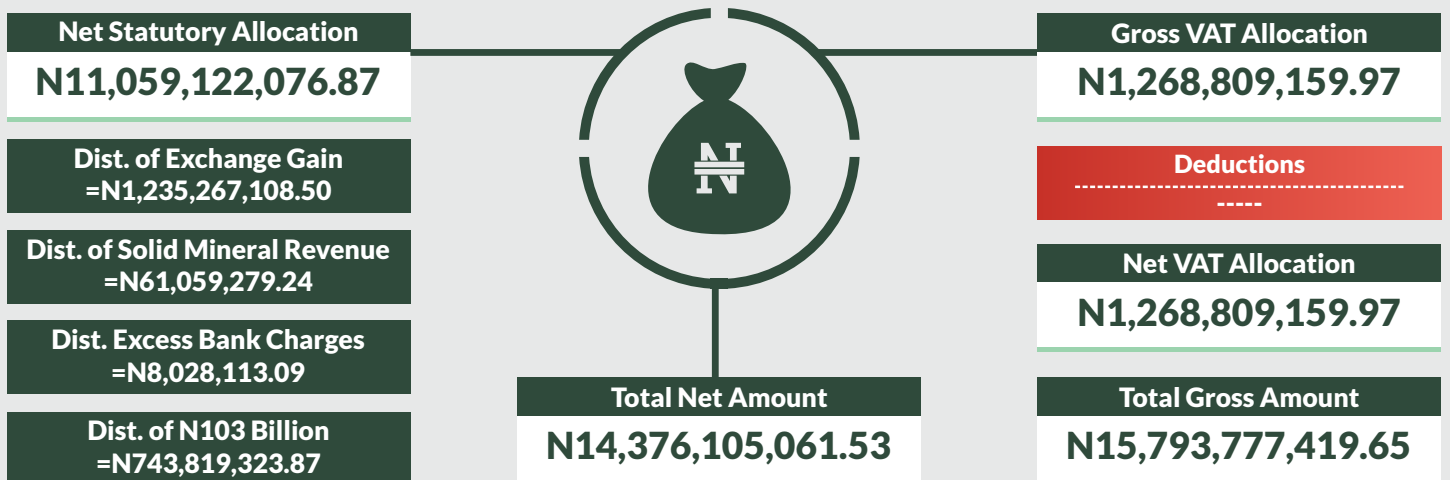 Net Statutory Allocation
N11,059,122,076.87
Dist. of Exchange Gain
=N1,235,267,108.50
Dist. of Solid Mineral Revenue
=N61,059,279.24
Dist. Excess Bank Charges
=N8,028,113.09
Dist. of N103 Billion
=N743,819,323.87
₦
Total Net Amount
N14,376,105,061.53
Gross VAT Allocation
N1,268,809,159.97
Deductions
--------------------------------------------
-----
Net VAT Allocation
N1,268,809,159.97
Total Gross Amount
N15,793,777,419.65